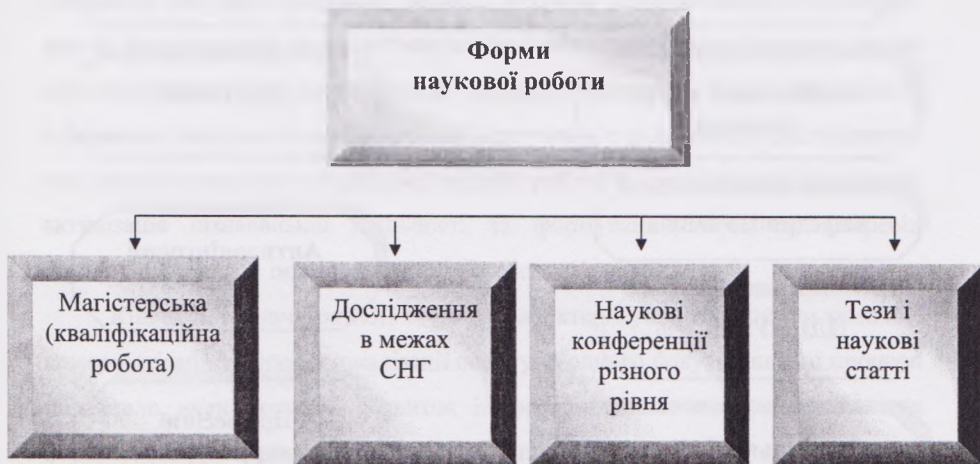 Форми
наукової роботи
Магістерська
(кваліфікаційна
робота)
Дослідження
в межах
СНГ
Наукові
конференції
різного
рівня
Тези і
наукові
статті